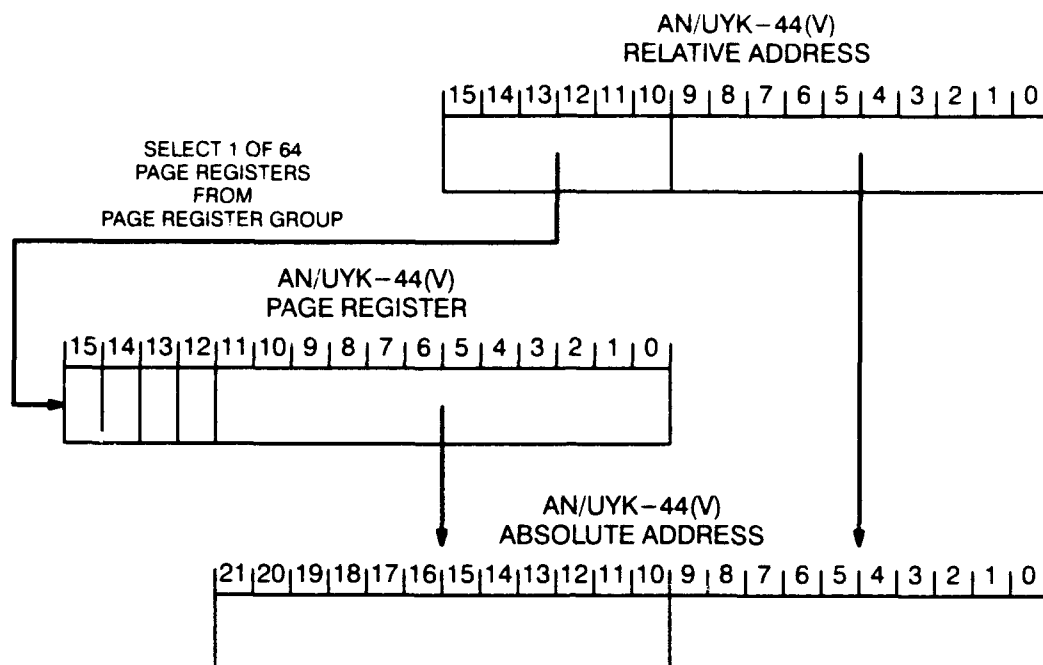 AN/UYK-44(V)
RELATIVE ADDRESS
15 14 13 12 11 10 9 8 7 6 5 4 3 2 1 0
SELECT 1 OF 64
PAGE REGISTERS
FROM
PAGE REGISTER GROUP
AN/UYK-44(V)
PAGE REGISTER
15 14 13 12 11 10 9 8 7 6 5 4 3 2 1 0
AN/UYK-44(V)
ABSOLUTE ADDRESS
21 20 19 18 17 16 15 14 13 12 11 10 9 8 7 6 5 4 3 2 1 0